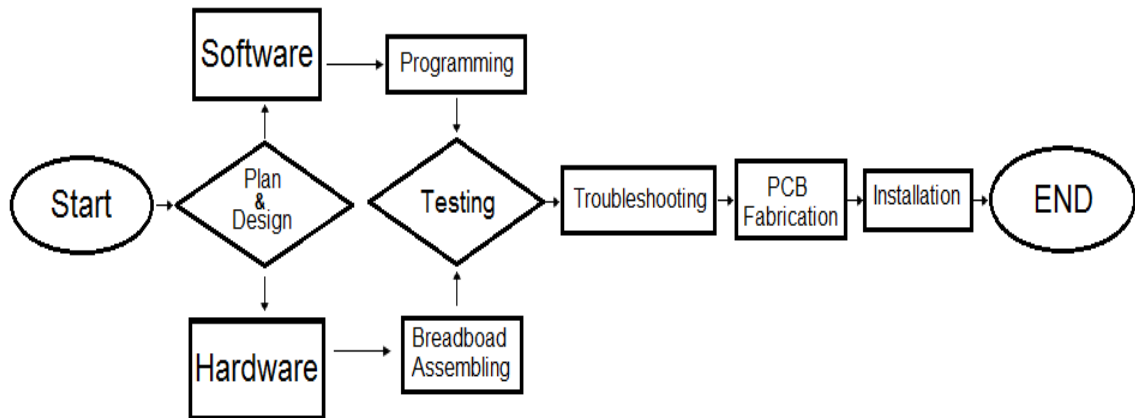 Start
Plan
&
Design
Software
Programming
Hardware
Breadboad
Assembling
Testing
Troubleshooting
PCB
Fabrication
Installation
END